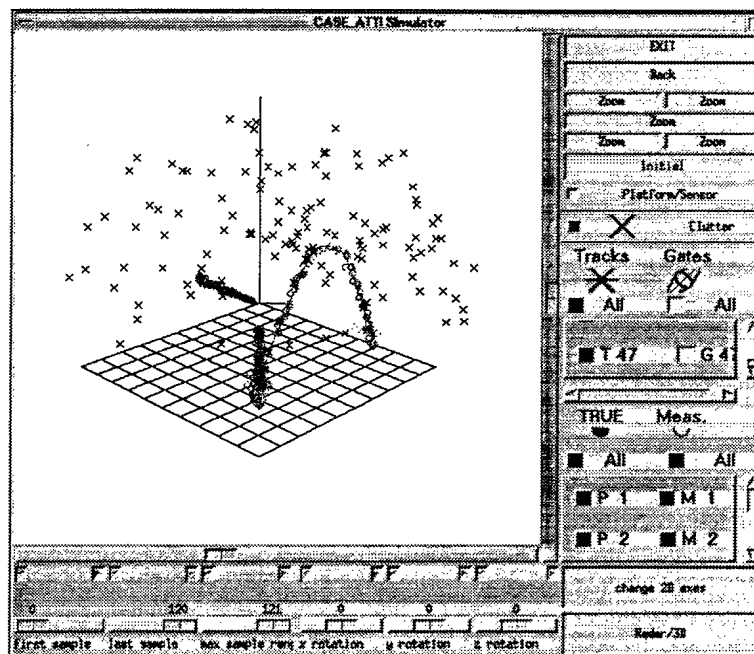 CASE_ATTI Simulator
EXIT
Back
Zoom Zoom
Zoom
Zoom Zoom
Initial
Platform/Sensor
Clutter
Tracks Gates
All All
T 47 G 47
TRUE Meas.
All All
P 1 M 1
P 2 M 2
0 120 121 0 0 0
first sample last sample max sample rang x rotation y rotation z rotation
change 2D axes
Radar/3D